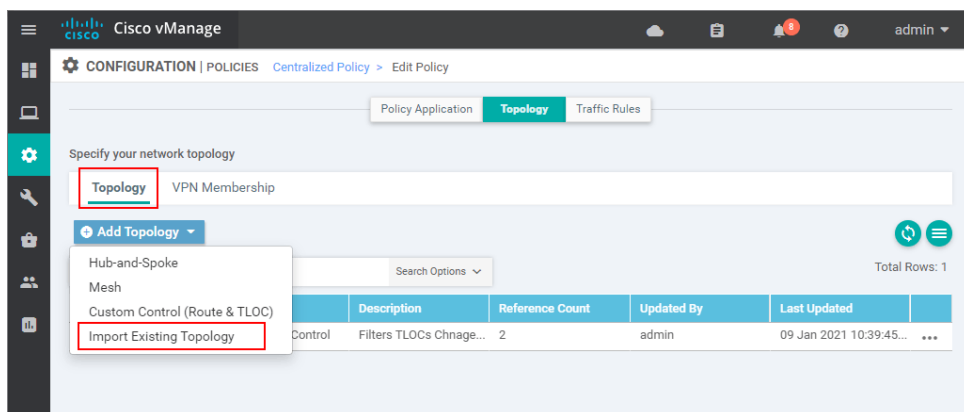 cisco Cisco vManage 8 admin
CONFIGURATION | POLICIES Centralized Policy > Edit Policy
Policy Application Topology Traffic Rules
Specify your network topology
Topology VPN Membership
Add Topology
Hub-and-Spoke
Mesh
Custom Control (Route & TLOC)
Import Existing Topology
Search Options
Total Rows: 1
Description Reference Count Updated By Last Updated
Control Filters TLOCs Chnage... 2 admin 09 Jan 2021 10:39:45...